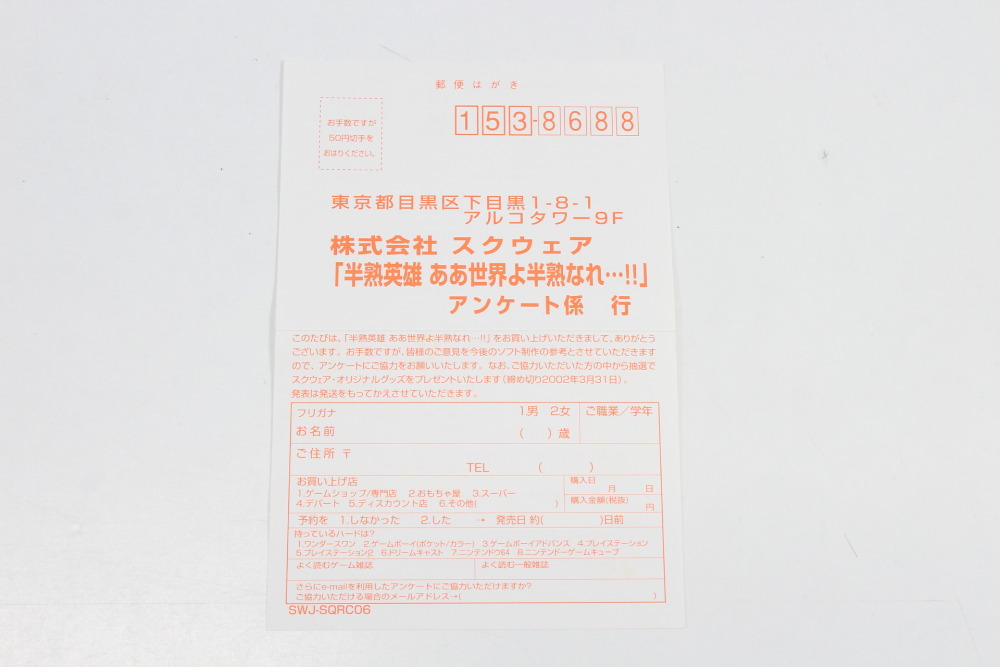 郵便はがき
お手数ですが
50円切手を
おはりください。
153-8688
東京都目黒区下目黒1-8-1
アルコタワー9F
株式会社 スクウェア
「半熟英雄 ああ世界よ半熟なれ…!!」
アンケート係 行
このたびは、「半熟英雄 ああ世界よ半熟なれ…!!」をお買い上げいただきまして、ありがとう
ございます。お手数ですが、皆様のご意見を今後のソフト制作の参考とさせていただきます
ので、アンケートにご協力をお願いいたします。なお、ご協力いただいた方の中から抽選で
スクウェア・オリジナルグッズをプレゼントいたします(締め切り2002年3月31日)。
発表は発送をもってかえさせていただきます。
フリガナ 1.男 2.女 ご職業/学年
お名前 ( )歳
ご住所 〒
TEL ( )
お買い上げ店 購入日
1.ゲームショップ/専門店 2.おもちゃ屋 3.スーパー 月 日
4.デパート 5.ディスカウント店 6.その他( ) 購入金額(税抜)
円
予約を 1.しなかった 2.した → 発売日 約( )日前
持っているハードは?
1.ワンダースワン 2.ゲームボーイ(ポケット/カラー) 3.ゲームボーイアドバンス 4.プレイステーション
5.プレイステーション2 6.ドリームキャスト 7.ニンテンドウ64 8.ニンテンドーゲームキューブ
よく読むゲーム雑誌 よく読む一般雑誌
さらにe-mailを利用したアンケートにご協力いただけますか?
ご協力いただける場合のメールアドレス→( )
SWJ-SQRC06